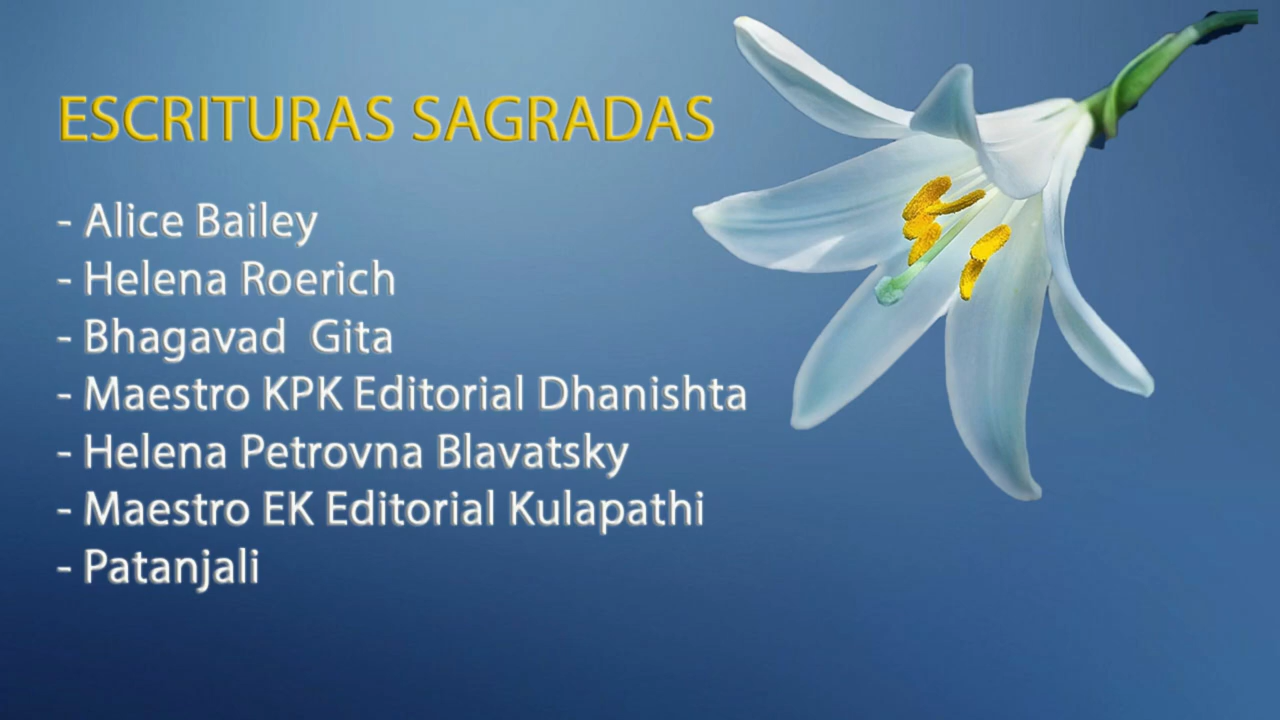 ESCRITURAS SAGRADAS
- Alice Bailey
- Helena Roerich
- Bhagavad  Gita
- Maestro KPK Editorial Dhanishta
- Helena Petrovna Blavatsky
- Maestro EK Editorial Kulapathi
- Patanjali